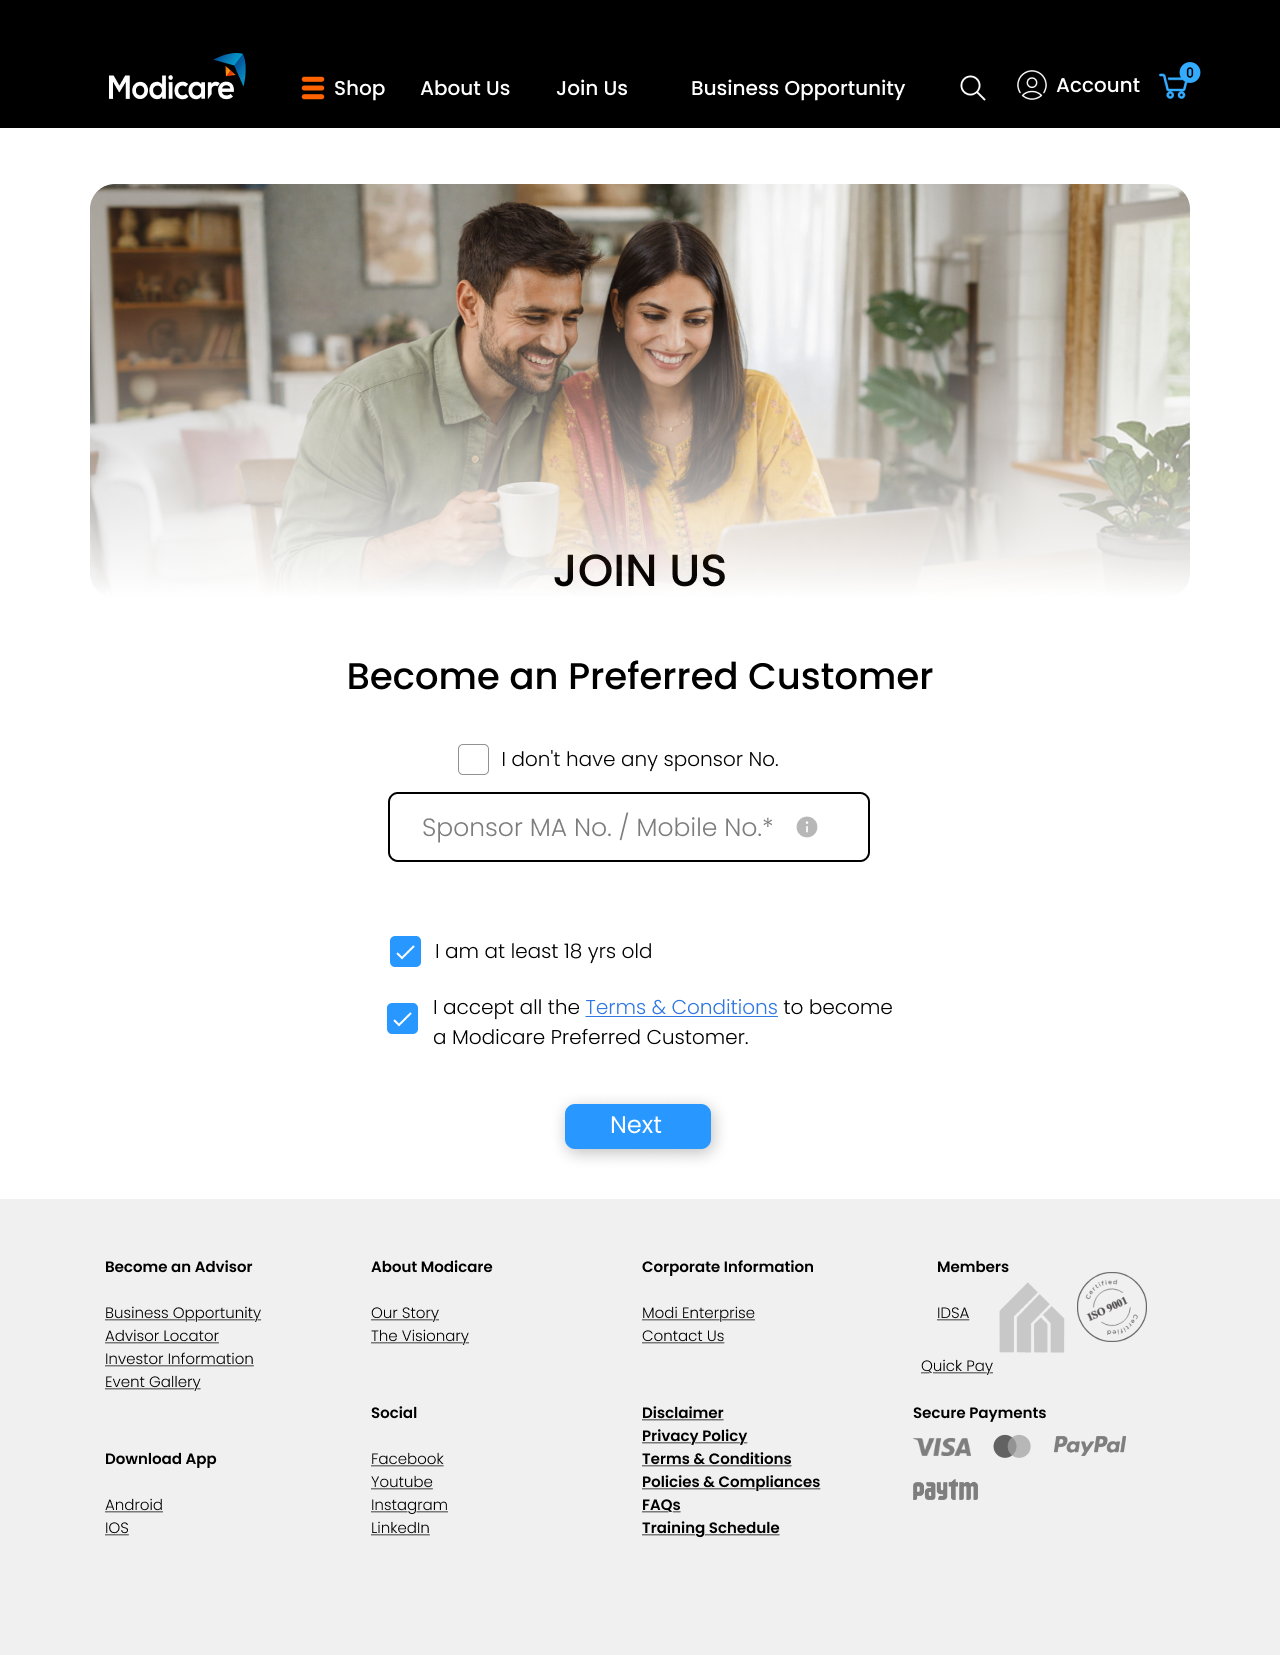 Modicare
Shop
About Us
Join Us
Business Opportunity
Account
0
JOIN US
Become an Preferred Customer
I don't have any sponsor No.
Sponsor MA No. / Mobile No.*
I am at least 18 yrs old
I accept all the Terms & Conditions to become
a Modicare Preferred Customer.
Next
Become an Advisor
Business Opportunity
Advisor Locator
Investor Information
Event Gallery
Download App
Android
IOS
About Modicare
Our Story
The Visionary
Social
Facebook
Youtube
Instagram
LinkedIn
Corporate Information
Modi Enterprise
Contact Us
Disclaimer
Privacy Policy
Terms & Conditions
Policies & Compliances
FAQs
Training Schedule
Members
IDSA
Certified
ISO 9001
Certified
Quick Pay
Secure Payments
VISA
PayPal
paytm